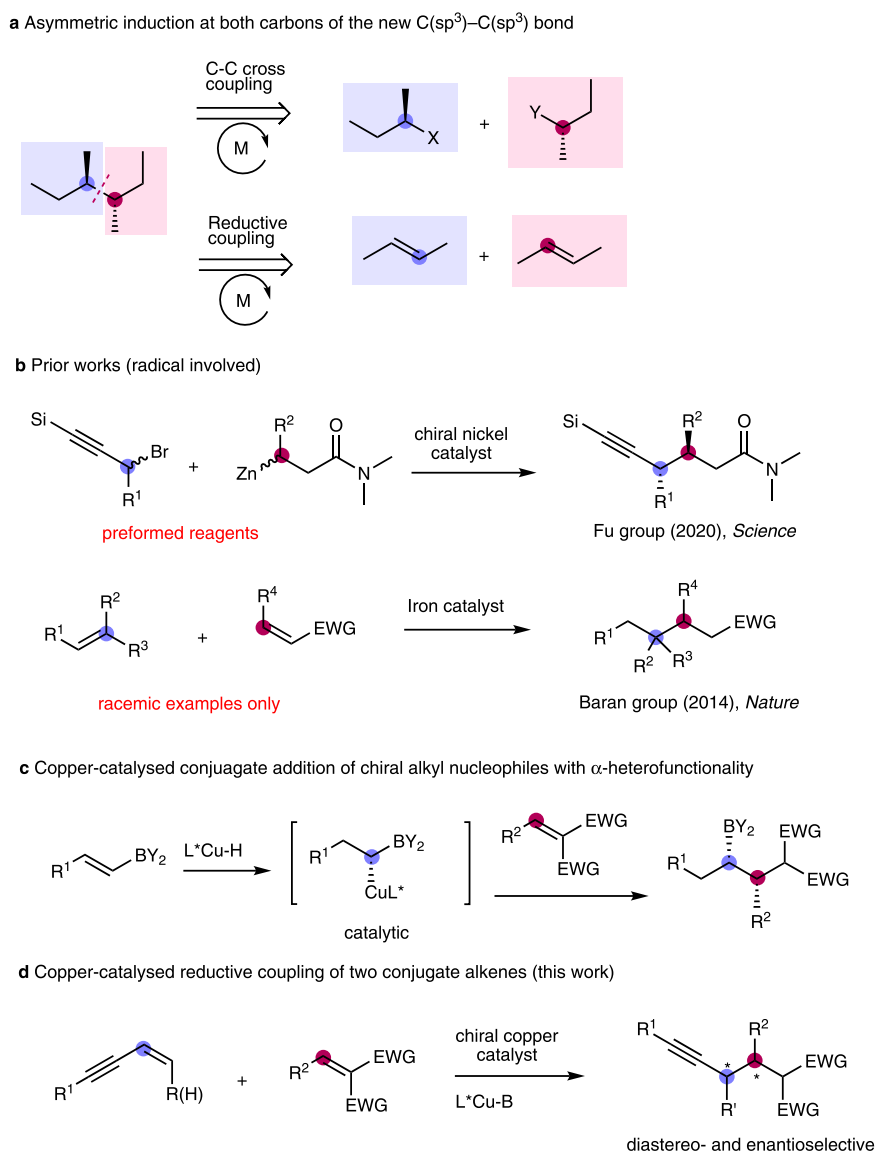 a Asymmetric induction at both carbons of the new C(sp³)–C(sp³) bond
C-C cross
coupling
M
X
+
Y
Reductive
coupling
M
+
b Prior works (radical involved)
Si
Br
R¹
+
Zn
R²
O
N
chiral nickel
catalyst
Si
R¹
R²
O
N
preformed reagents
Fu group (2020), Science
R¹
R²
R³
+
R⁴
EWG
Iron catalyst
R¹
R²
R³
R⁴
EWG
racemic examples only
Baran group (2014), Nature
c Copper-catalysed conjuagate addition of chiral alkyl nucleophiles with α-heterofunctionality
R¹
BY₂
L*Cu-H
R¹
BY₂
CuL*
catalytic
R²
EWG
EWG
R¹
BY₂
EWG
EWG
R²
d Copper-catalysed reductive coupling of two conjugate alkenes (this work)
R¹
R(H)
+
R²
EWG
EWG
chiral copper
catalyst
L*Cu-B
R¹
R²
*
*
EWG
R'
EWG
diastereo- and enantioselective